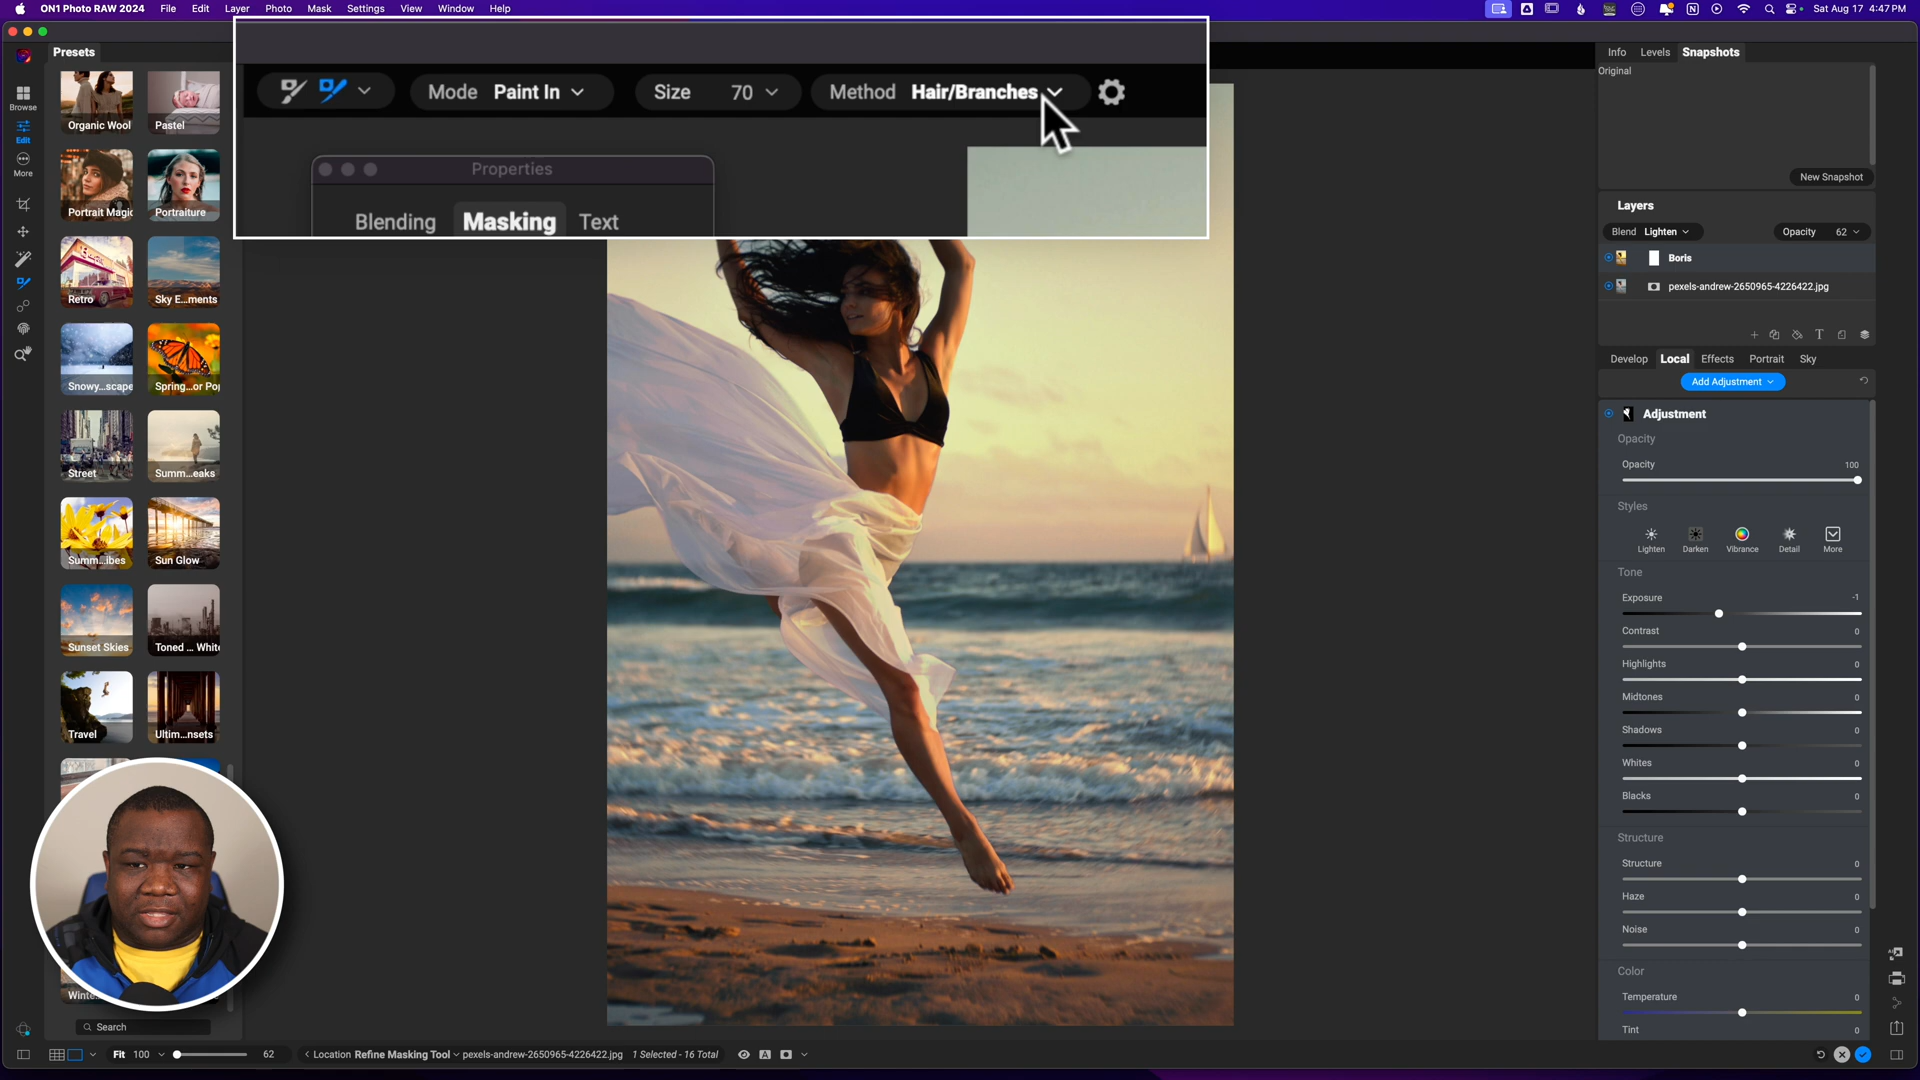 ON1 Photo RAW 2024 File Edit Layer Photo Mask Settings View Window Help
Sat Aug 17 4:47 PM
Presets
Browse
Edit
More
Organic Wool
Pastel
Portrait Magic
Portraiture
Retro
Sky E...ments
Snowy...scape
Spring...or Po
Street
Summ...eaks
Summ...ibes
Sun Glow
Sunset Skies
Toned ... White
Travel
Ultim...nsets
Winte
Search
Mode Paint In
Size 70
Method Hair/Branches
Properties
Blending Masking Text
Info Levels Snapshots
Original
New Snapshot
Layers
Blend Lighten
Opacity 62
Boris
pexels-andrew-2650965-4226422.jpg
Develop Local Effects Portrait Sky
Add Adjustment
Adjustment
Opacity
Opacity 100
Styles
Lighten Darken Vibrance Detail More
Tone
Exposure -1
Contrast 0
Highlights 0
Midtones 0
Shadows 0
Whites 0
Blacks 0
Structure
Structure 0
Haze 0
Noise 0
Color
Temperature 0
Tint 0
Fit 100 62
Location Refine Masking Tool pexels-andrew-2650965-4226422.jpg 1 Selected - 16 Total